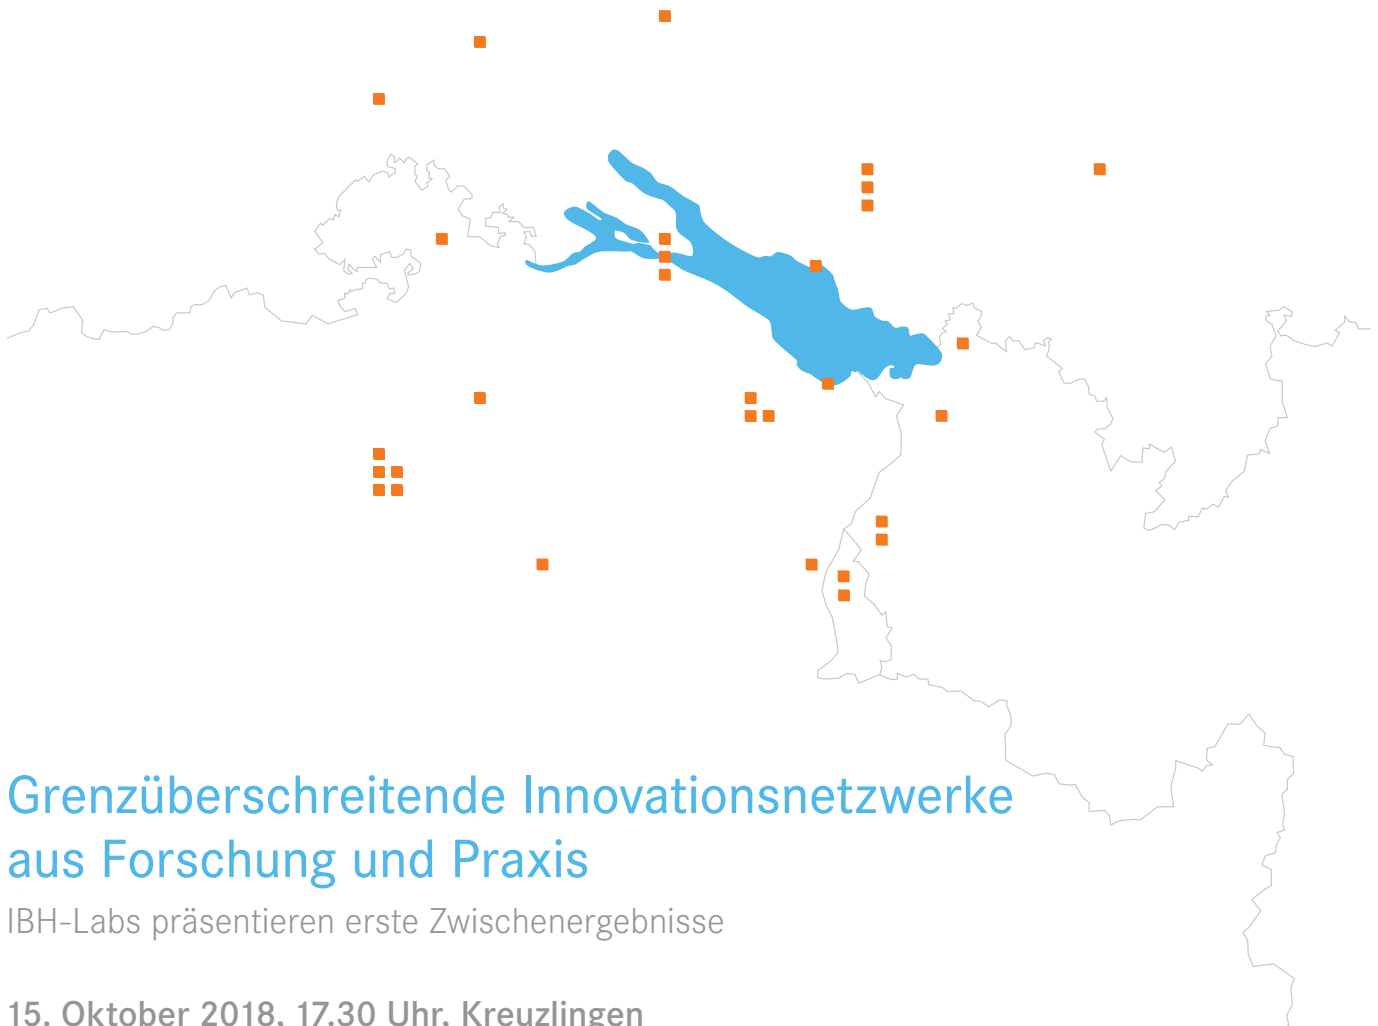 Grenzüberschreitende Innovationsnetzwerke
aus Forschung und Praxis
IBH-Labs präsentieren erste Zwischenergebnisse
15. Oktober 2018, 17.30 Uhr, Kreuzlingen